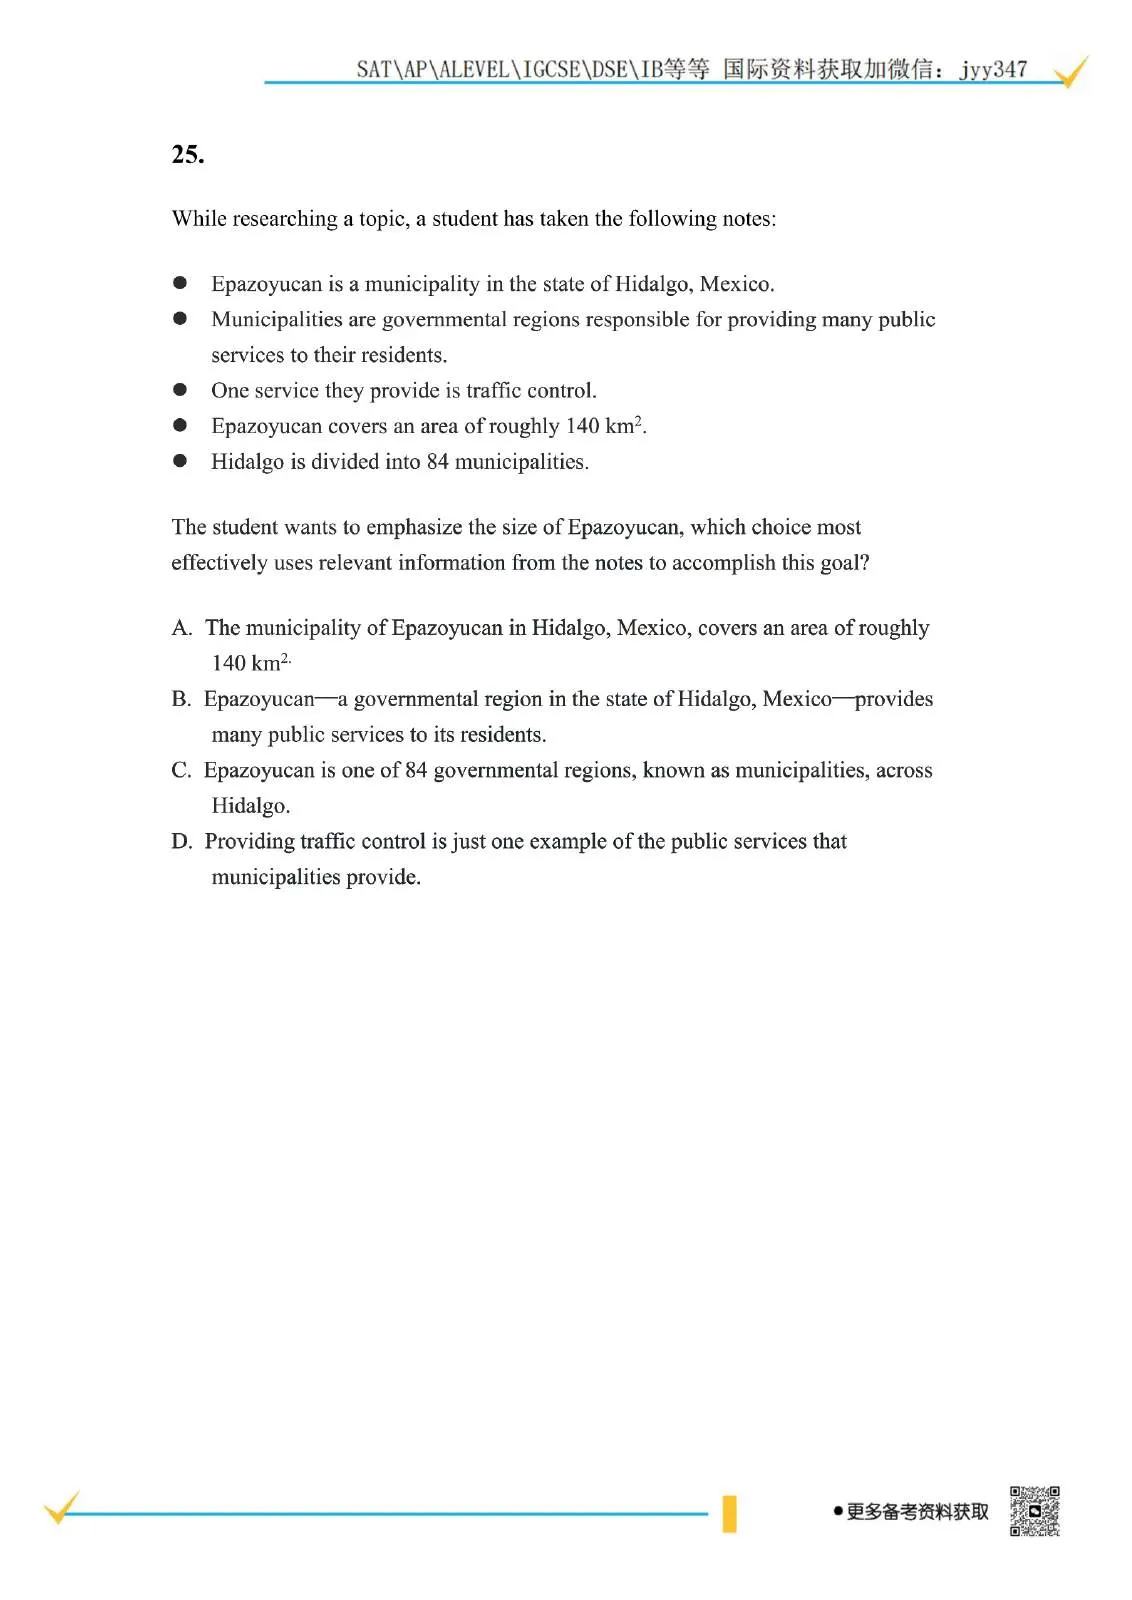 SAT\AP\ALEVEL\IGCSE\DSE\IB等等 国际资料获取加微信：jyy347
25.
While researching a topic, a student has taken the following notes:
● Epazoyucan is a municipality in the state of Hidalgo, Mexico.
● Municipalities are governmental regions responsible for providing many public
services to their residents.
● One service they provide is traffic control.
● Epazoyucan covers an area of roughly 140 km².
● Hidalgo is divided into 84 municipalities.
The student wants to emphasize the size of Epazoyucan, which choice most
effectively uses relevant information from the notes to accomplish this goal?
A. The municipality of Epazoyucan in Hidalgo, Mexico, covers an area of roughly
140 km².
B. Epazoyucan—a governmental region in the state of Hidalgo, Mexico—provides
many public services to its residents.
C. Epazoyucan is one of 84 governmental regions, known as municipalities, across
Hidalgo.
D. Providing traffic control is just one example of the public services that
municipalities provide.
●更多备考资料获取